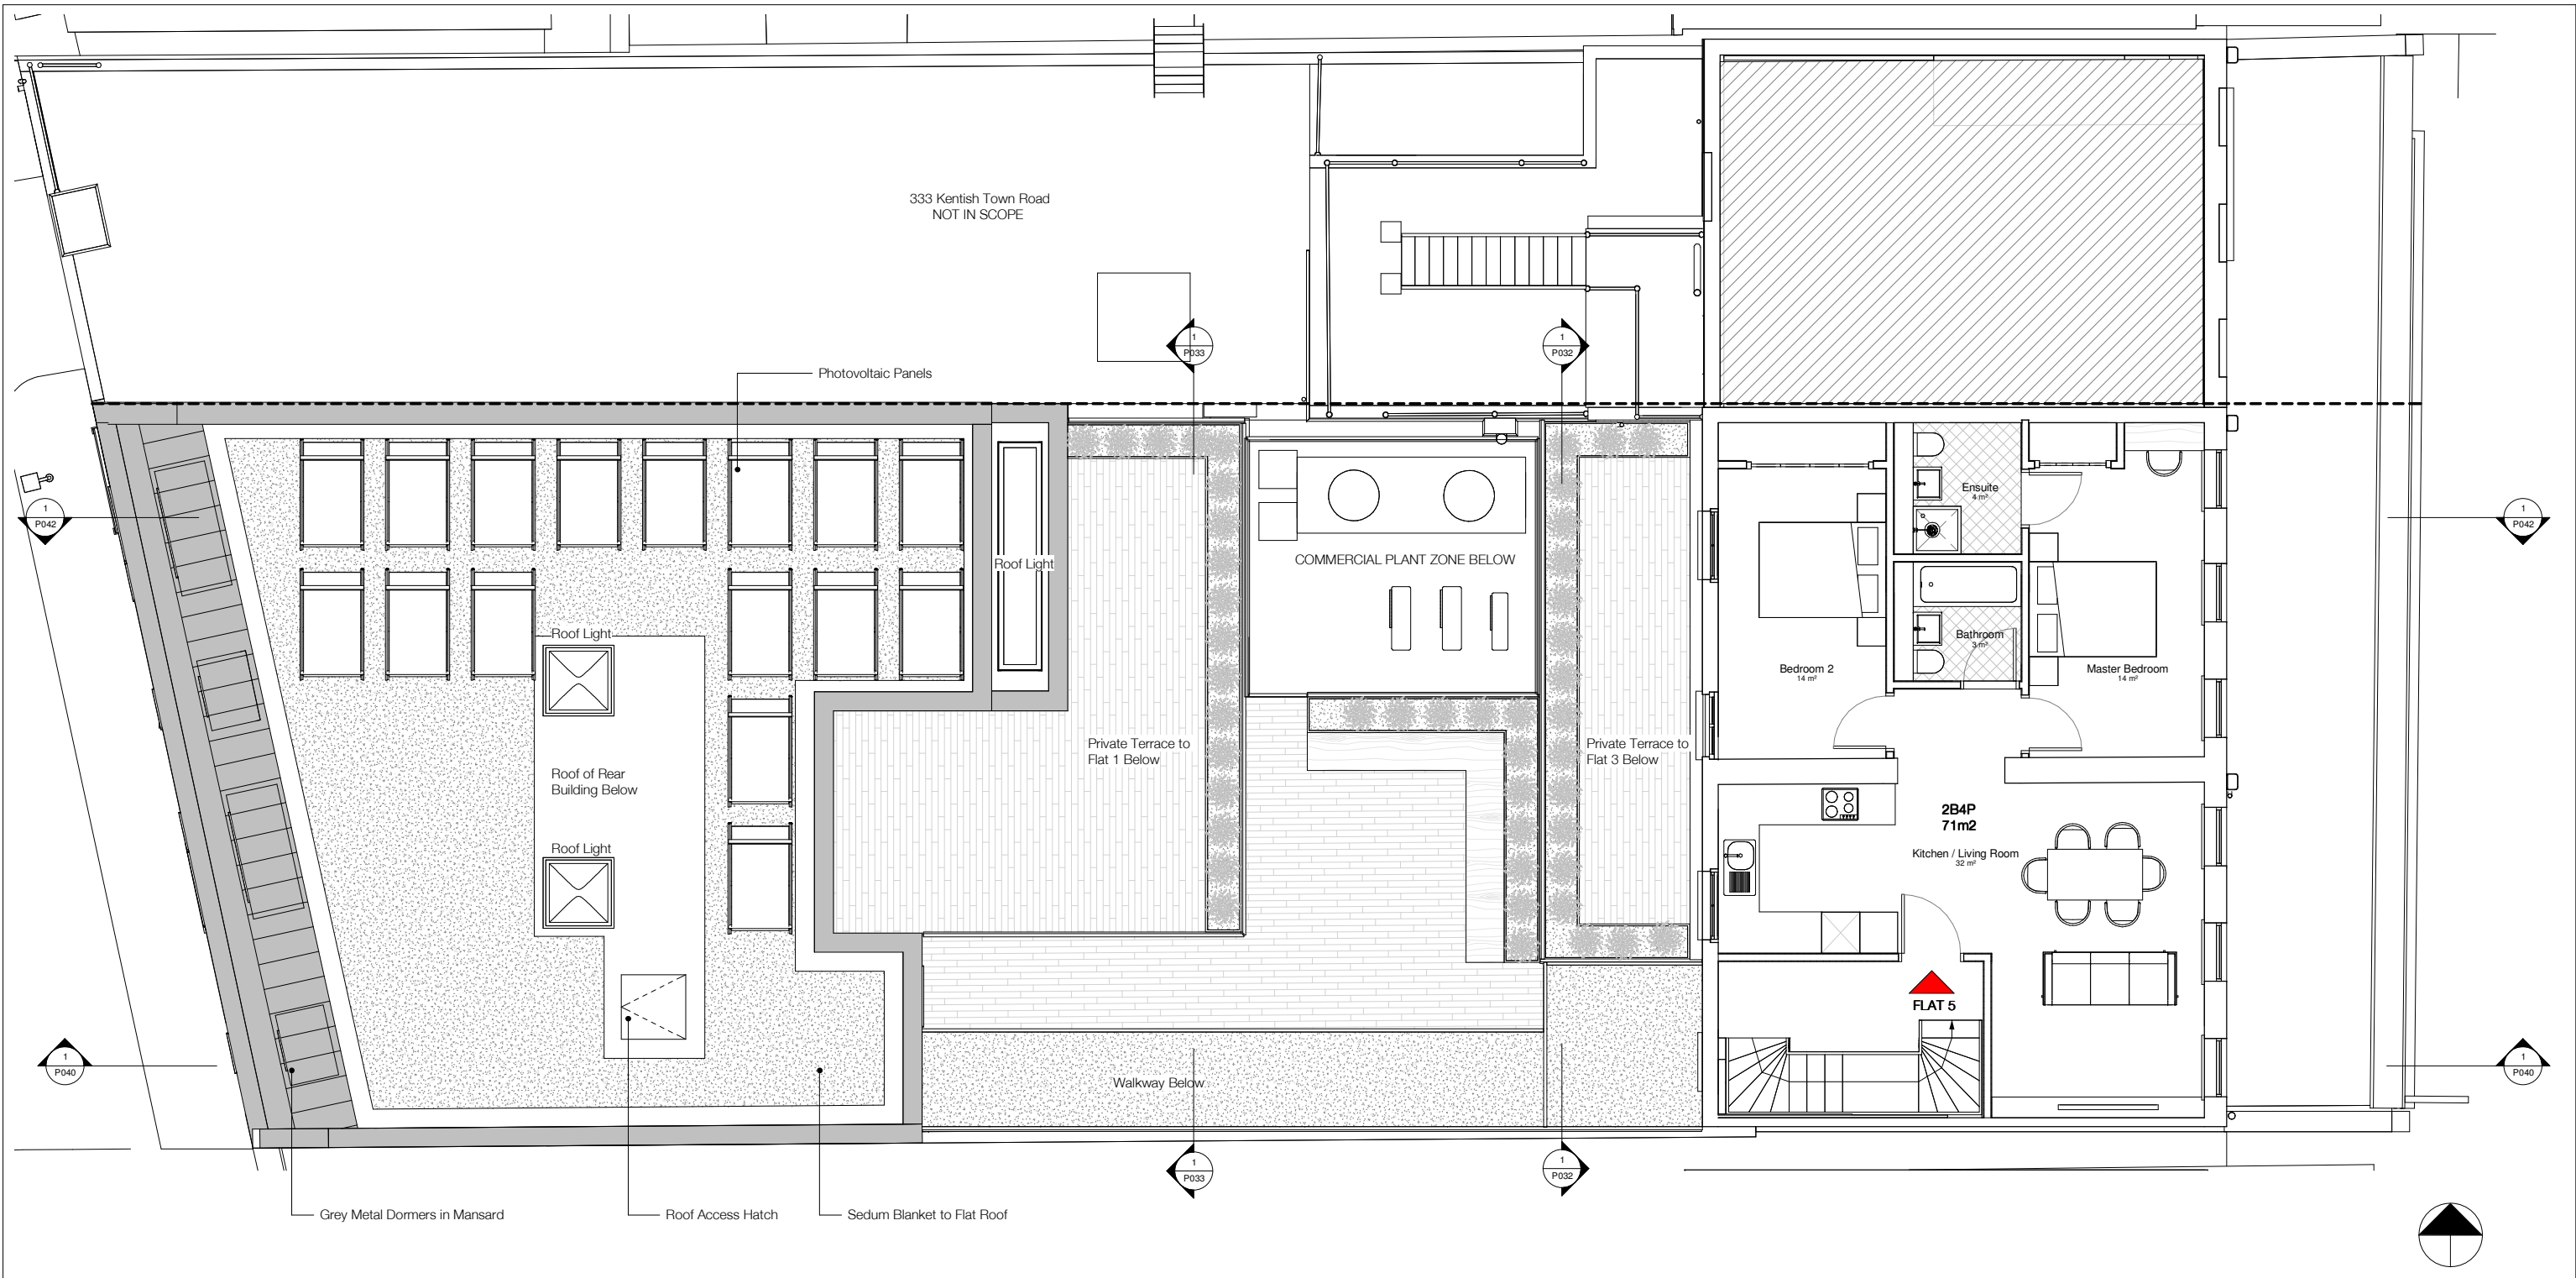 333 Kentish Town Road
NOT IN SCOPE
1
P033
1
P032
Photovoltaic Panels
1
P042
1
P042
Ensuite
4 m²
COMMERCIAL PLANT ZONE BELOW
Roof Light
Roof Light
Bathroom
3 m²
Bedroom 2
14 m²
Master Bedroom
14 m²
Private Terrace to
Flat 1 Below
Private Terrace to
Flat 3 Below
Roof of Rear
Building Below
2B4P
71m2
Roof Light
Kitchen / Living Room
32 m²
FLAT 5
1
P040
1
P040
Walkway Below
1
P033
1
P032
Grey Metal Dormers in Mansard
Roof Access Hatch
Sedum Blanket to Flat Roof